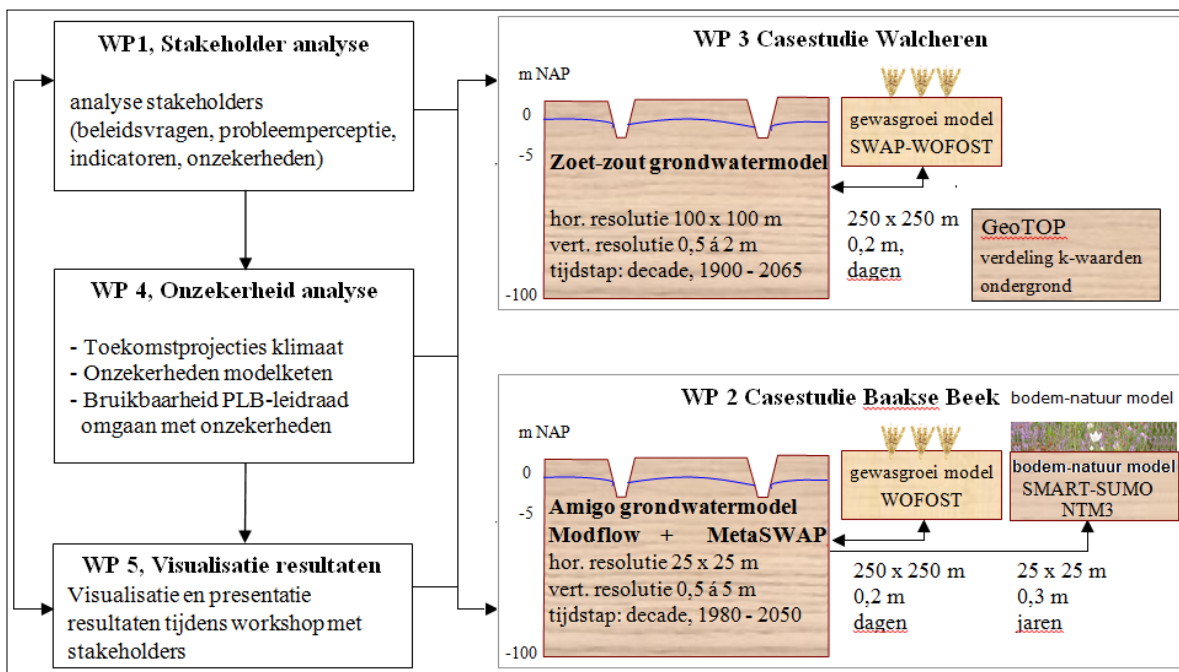 WP1, Stakeholder analyse
analyse stakeholders
(beleidsvragen, probleemperceptie,
indicatoren, onzekerheden)
WP 4, Onzekerheid analyse
- Toekomstprojecties klimaat
- Onzekerheden modelketen
- Bruikbaarheid PLB-leidraad
omgaan met onzekerheden
WP 5, Visualisatie resultaten
Visualisatie en presentatie
resultaten tijdens workshop met
stakeholders
WP 3 Casestudie Walcheren
m NAP
0
-5
-100
Zoet-zout grondwatermodel
hor. resolutie 100 x 100 m
vert. resolutie 0,5 á 2 m
tijdstap: decade, 1900 - 2065
gewasgroei model
SWAP-WOFOST
250 x 250 m
0,2 m,
dagen
GeoTOP
verdeling k-waarden
ondergrond
WP 2 Casestudie Baakse Beek
bodem-natuur model
m NAP
0
-5
-100
Amigo grondwatermodel
Modflow + MetaSWAP
hor. resolutie 25 x 25 m
vert. resolutie 0,5 á 5 m
tijdstap: decade, 1980 - 2050
gewasgroei model
WOFOST
250 x 250 m
0,2 m
dagen
bodem-natuur model
SMART-SUMO
NTM3
25 x 25 m
0,3 m
jaren